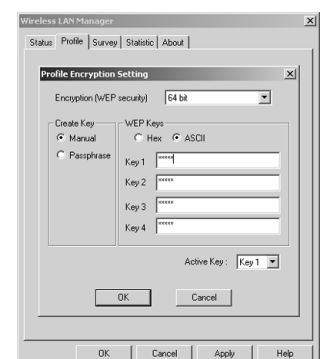 Wireless LAN Manager
Status Profile Survey Statistic About
Profile Encryption Setting
Encryption (WEP security) 64 bit
Create Key
Manual
Passphrase
WEP Keys
Hex ASCII
Key 1 *****
Key 2 *****
Key 3 *****
Key 4 *****
Active Key : Key 1
OK Cancel
OK Cancel Apply Help